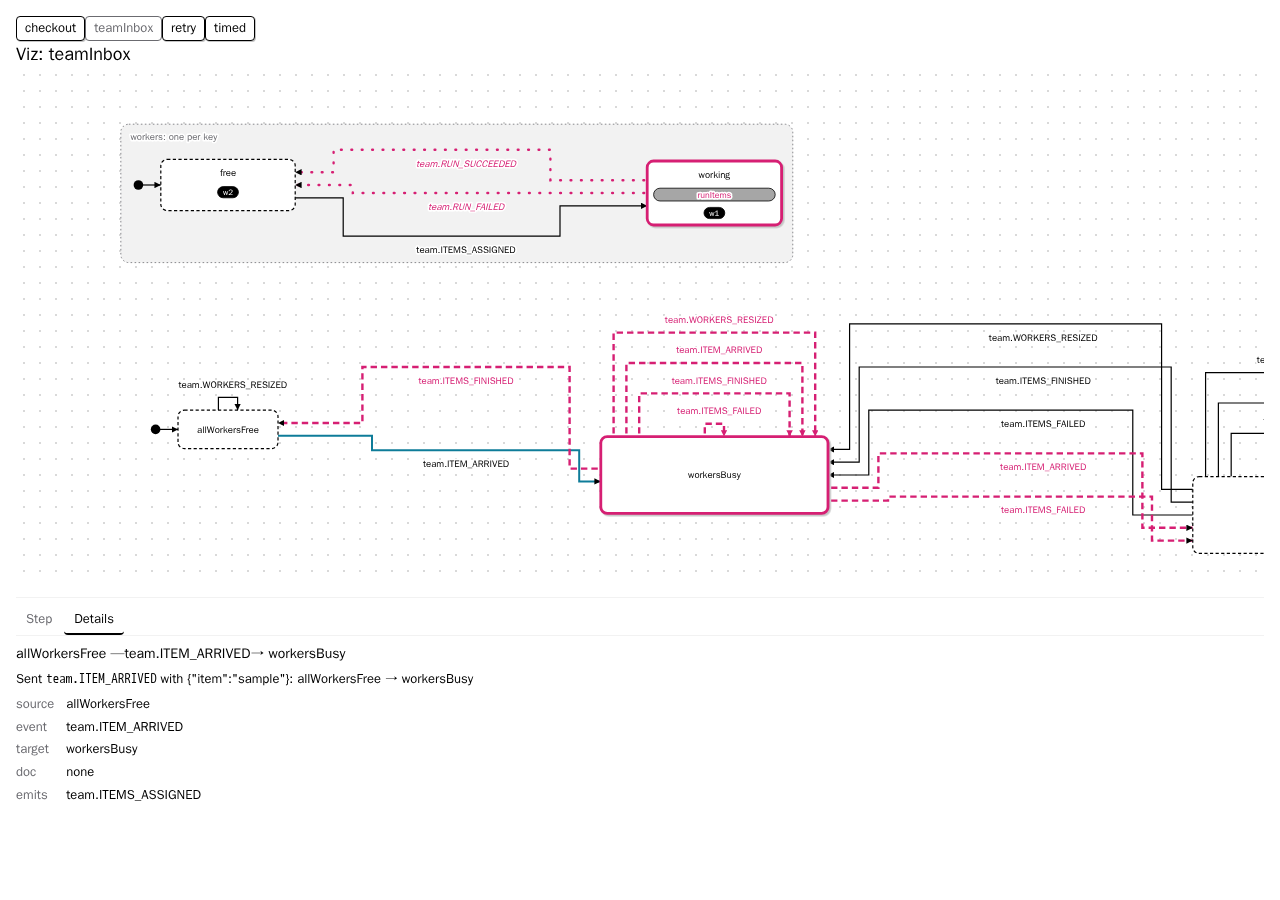 checkout teamInbox retry timed
Viz: teamInbox
workers: one per key
free
w2
team.RUN_SUCCEEDED
team.RUN_FAILED
team.ITEMS_ASSIGNED
working
runItems
w1
team.WORKERS_RESIZED
allWorkersFree
team.ITEMS_FINISHED
team.ITEM_ARRIVED
team.WORKERS_RESIZED
team.ITEM_ARRIVED
team.ITEMS_FINISHED
team.ITEMS_FAILED
workersBusy
team.WORKERS_RESIZED
team.ITEMS_FINISHED
team.ITEMS_FAILED
team.ITEM_ARRIVED
team.ITEMS_FAILED
Step Details
allWorkersFree —team.ITEM_ARRIVED→ workersBusy
Sent team.ITEM_ARRIVED with {"item":"sample"}: allWorkersFree → workersBusy
source allWorkersFree
event team.ITEM_ARRIVED
target workersBusy
doc none
emits team.ITEMS_ASSIGNED